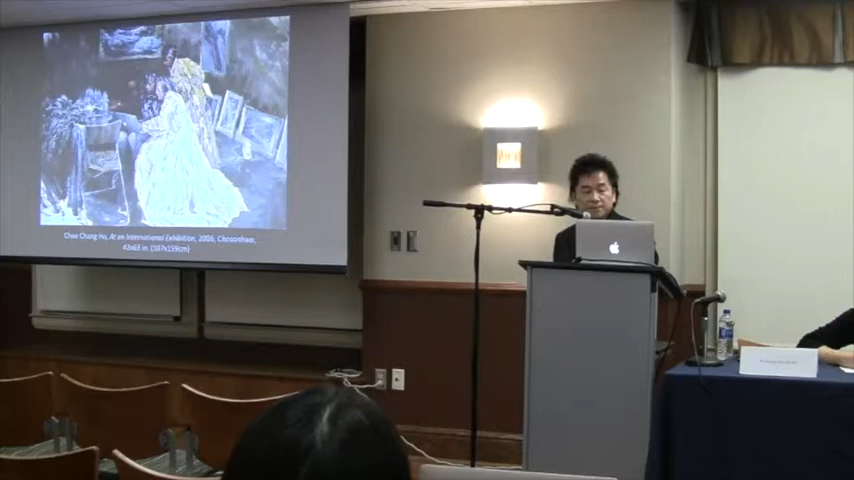 Choe Chang Ho, At an International Exhibition, 2006, Chosonhwa,
42x63 in. (107x159cm)